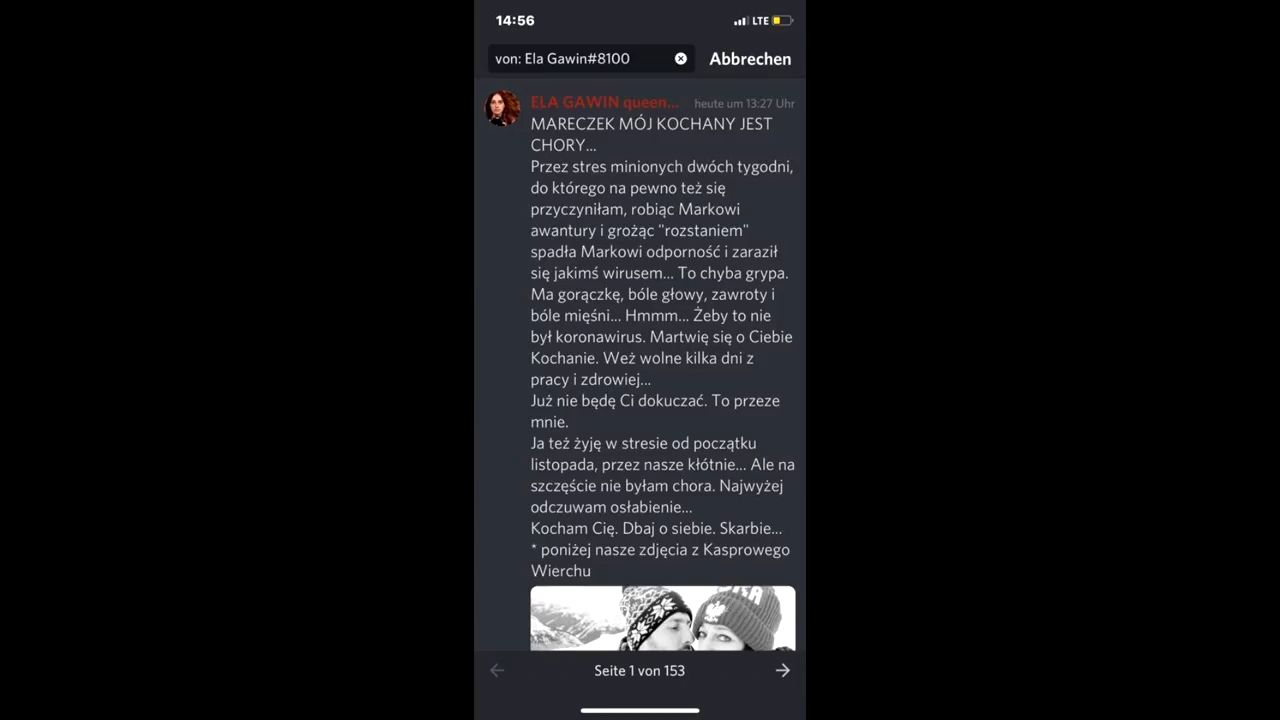 14:56
LTE
von: Ela Gawin#8100
Abbrechen
ELA GAWIN queen... heute um 13:27 Uhr
MARECZEK MÓJ KOCHANY JEST
CHORY...
Przez stres minionych dwóch tygodni,
do którego na pewno też się
przyczyniłam, robiąc Markowi
awantury i grożąc "rozstaniem"
spadła Markowi odporność i zaraził
się jakimś wirusem... To chyba grypa.
Ma gorączkę, bóle głowy, zawroty i
bóle mięśni... Hmmm... Żeby to nie
był koronawirus. Martwię się o Ciebie
Kochanie. Weż wolne kilka dni z
pracy i zdrowiej...
Już nie będę Ci dokuczać. To przeze
mnie.
Ja też żyję w stresie od początku
listopada, przez nasze kłótnie... Ale na
szczęście nie byłam chora. Najwyżej
odczuwam osłabienie...
Kocham Cię. Dbaj o siebie. Skarbie...
* poniżej nasze zdjęcia z Kasprowego
Wierchu
Seite 1 von 153